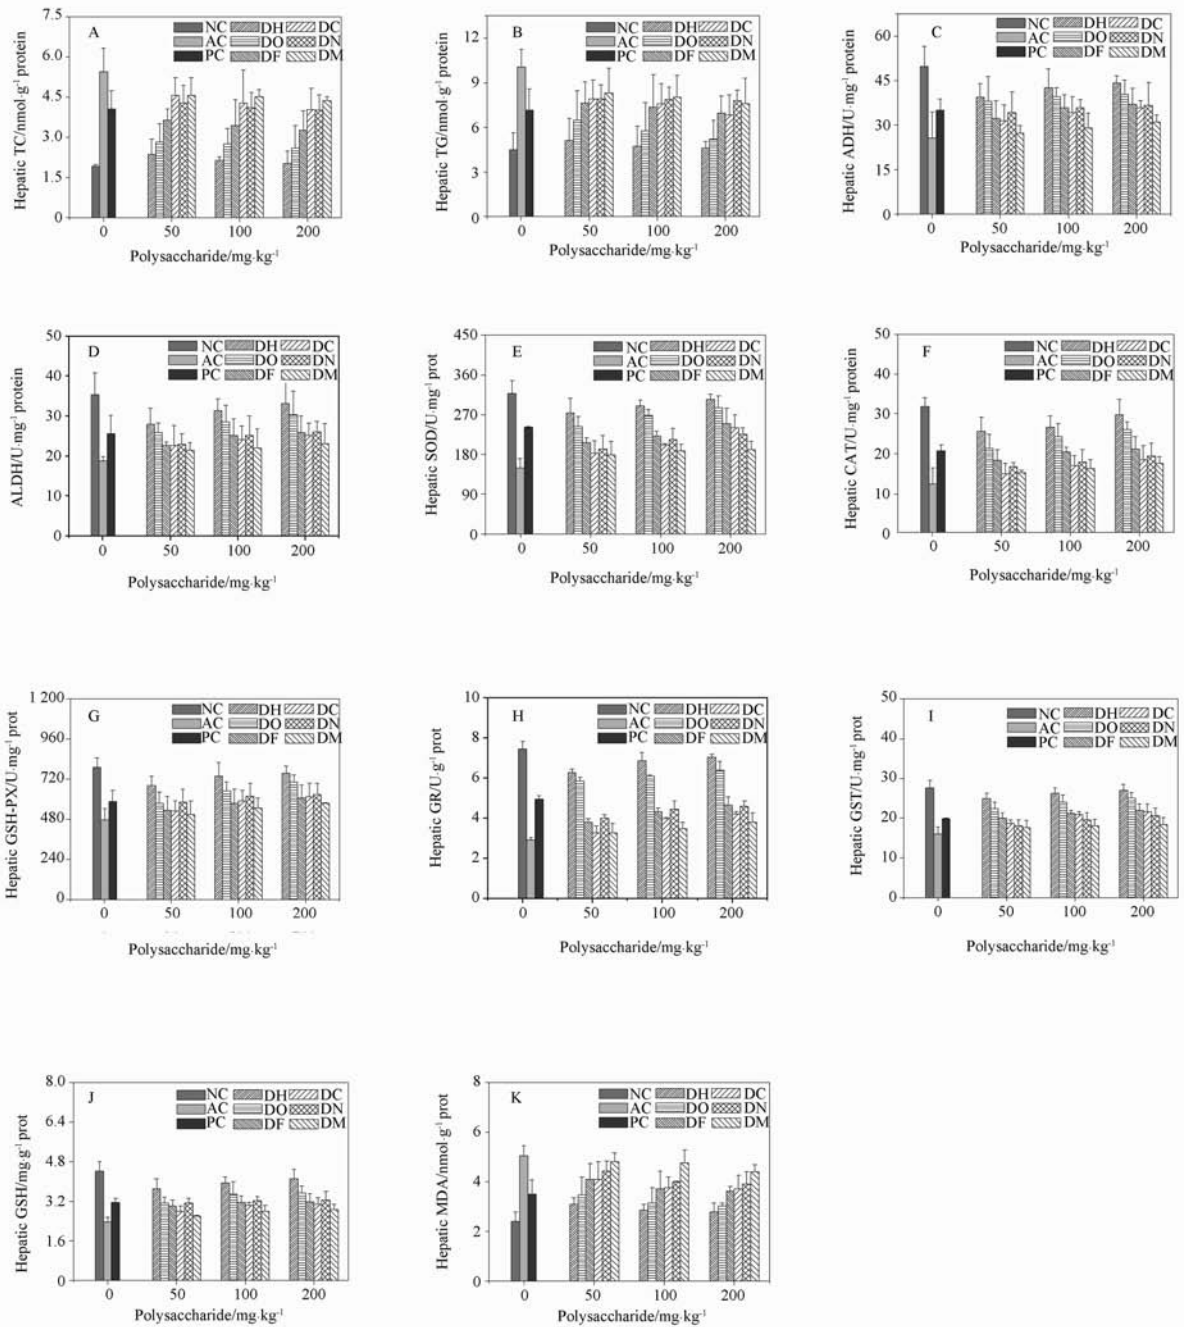 A
Hepatic TC/nmol·g⁻¹ protein
7.5
6.0
4.5
3.0
1.5
0
NC DH DC
AC DO DN
PC DF DM
0 50 100 200
Polysaccharide/mg·kg⁻¹
B
Hepatic TG/nmol·g⁻¹ protein
12
9
6
3
0
NC DH DC
AC DO DN
PC DF DM
0 50 100 200
Polysaccharide/mg·kg⁻¹
C
Hepatic ADH/U·mg⁻¹ protein
60
45
30
15
0
NC DH DC
AC DO DN
PC DF DM
0 50 100 200
Polysaccharide/mg·kg⁻¹
D
ALDH/U·mg⁻¹ protein
50
40
30
20
10
0
NC DH DC
AC DO DN
PC DF DM
0 50 100 200
Polysaccharide/mg·kg⁻¹
E
Hepatic SOD/U·mg⁻¹ prot
450
360
270
180
90
0
NC DH DC
AC DO DN
PC DF DM
0 50 100 200
Polysaccharide/mg·kg⁻¹
F
Hepatic CAT/U·mg⁻¹ protein
50
40
30
20
10
0
NC DH DC
AC DO DN
PC DF DM
0 50 100 200
Polysaccharide/mg·kg⁻¹
G
Hepatic GSH-PX/U·mg⁻¹ prot
1 200
960
720
480
240
0
NC DH DC
AC DO DN
PC DF DM
0 50 100 200
Polysaccharide/mg·kg⁻¹
H
Hepatic GR/U·g⁻¹ prot
10
8
6
4
2
0
NC DH DC
AC DO DN
PC DF DM
0 50 100 200
Polysaccharide/mg·kg⁻¹
I
Hepatic GST/U·mg⁻¹ prot
50
40
30
20
10
0
NC DH DC
AC DO DN
PC DF DM
0 50 100 200
Polysaccharide/mg·kg⁻¹
J
Hepatic GSH/mg·g⁻¹ prot
8.0
6.4
4.8
3.2
1.6
0
NC DH DC
AC DO DN
PC DF DM
0 50 100 200
Polysaccharide/mg·kg⁻¹
K
Hepatic MDA/nmol·g⁻¹ prot
8
6
4
2
0
NC DH DC
AC DO DN
PC DF DM
0 50 100 200
Polysaccharide/mg·kg⁻¹